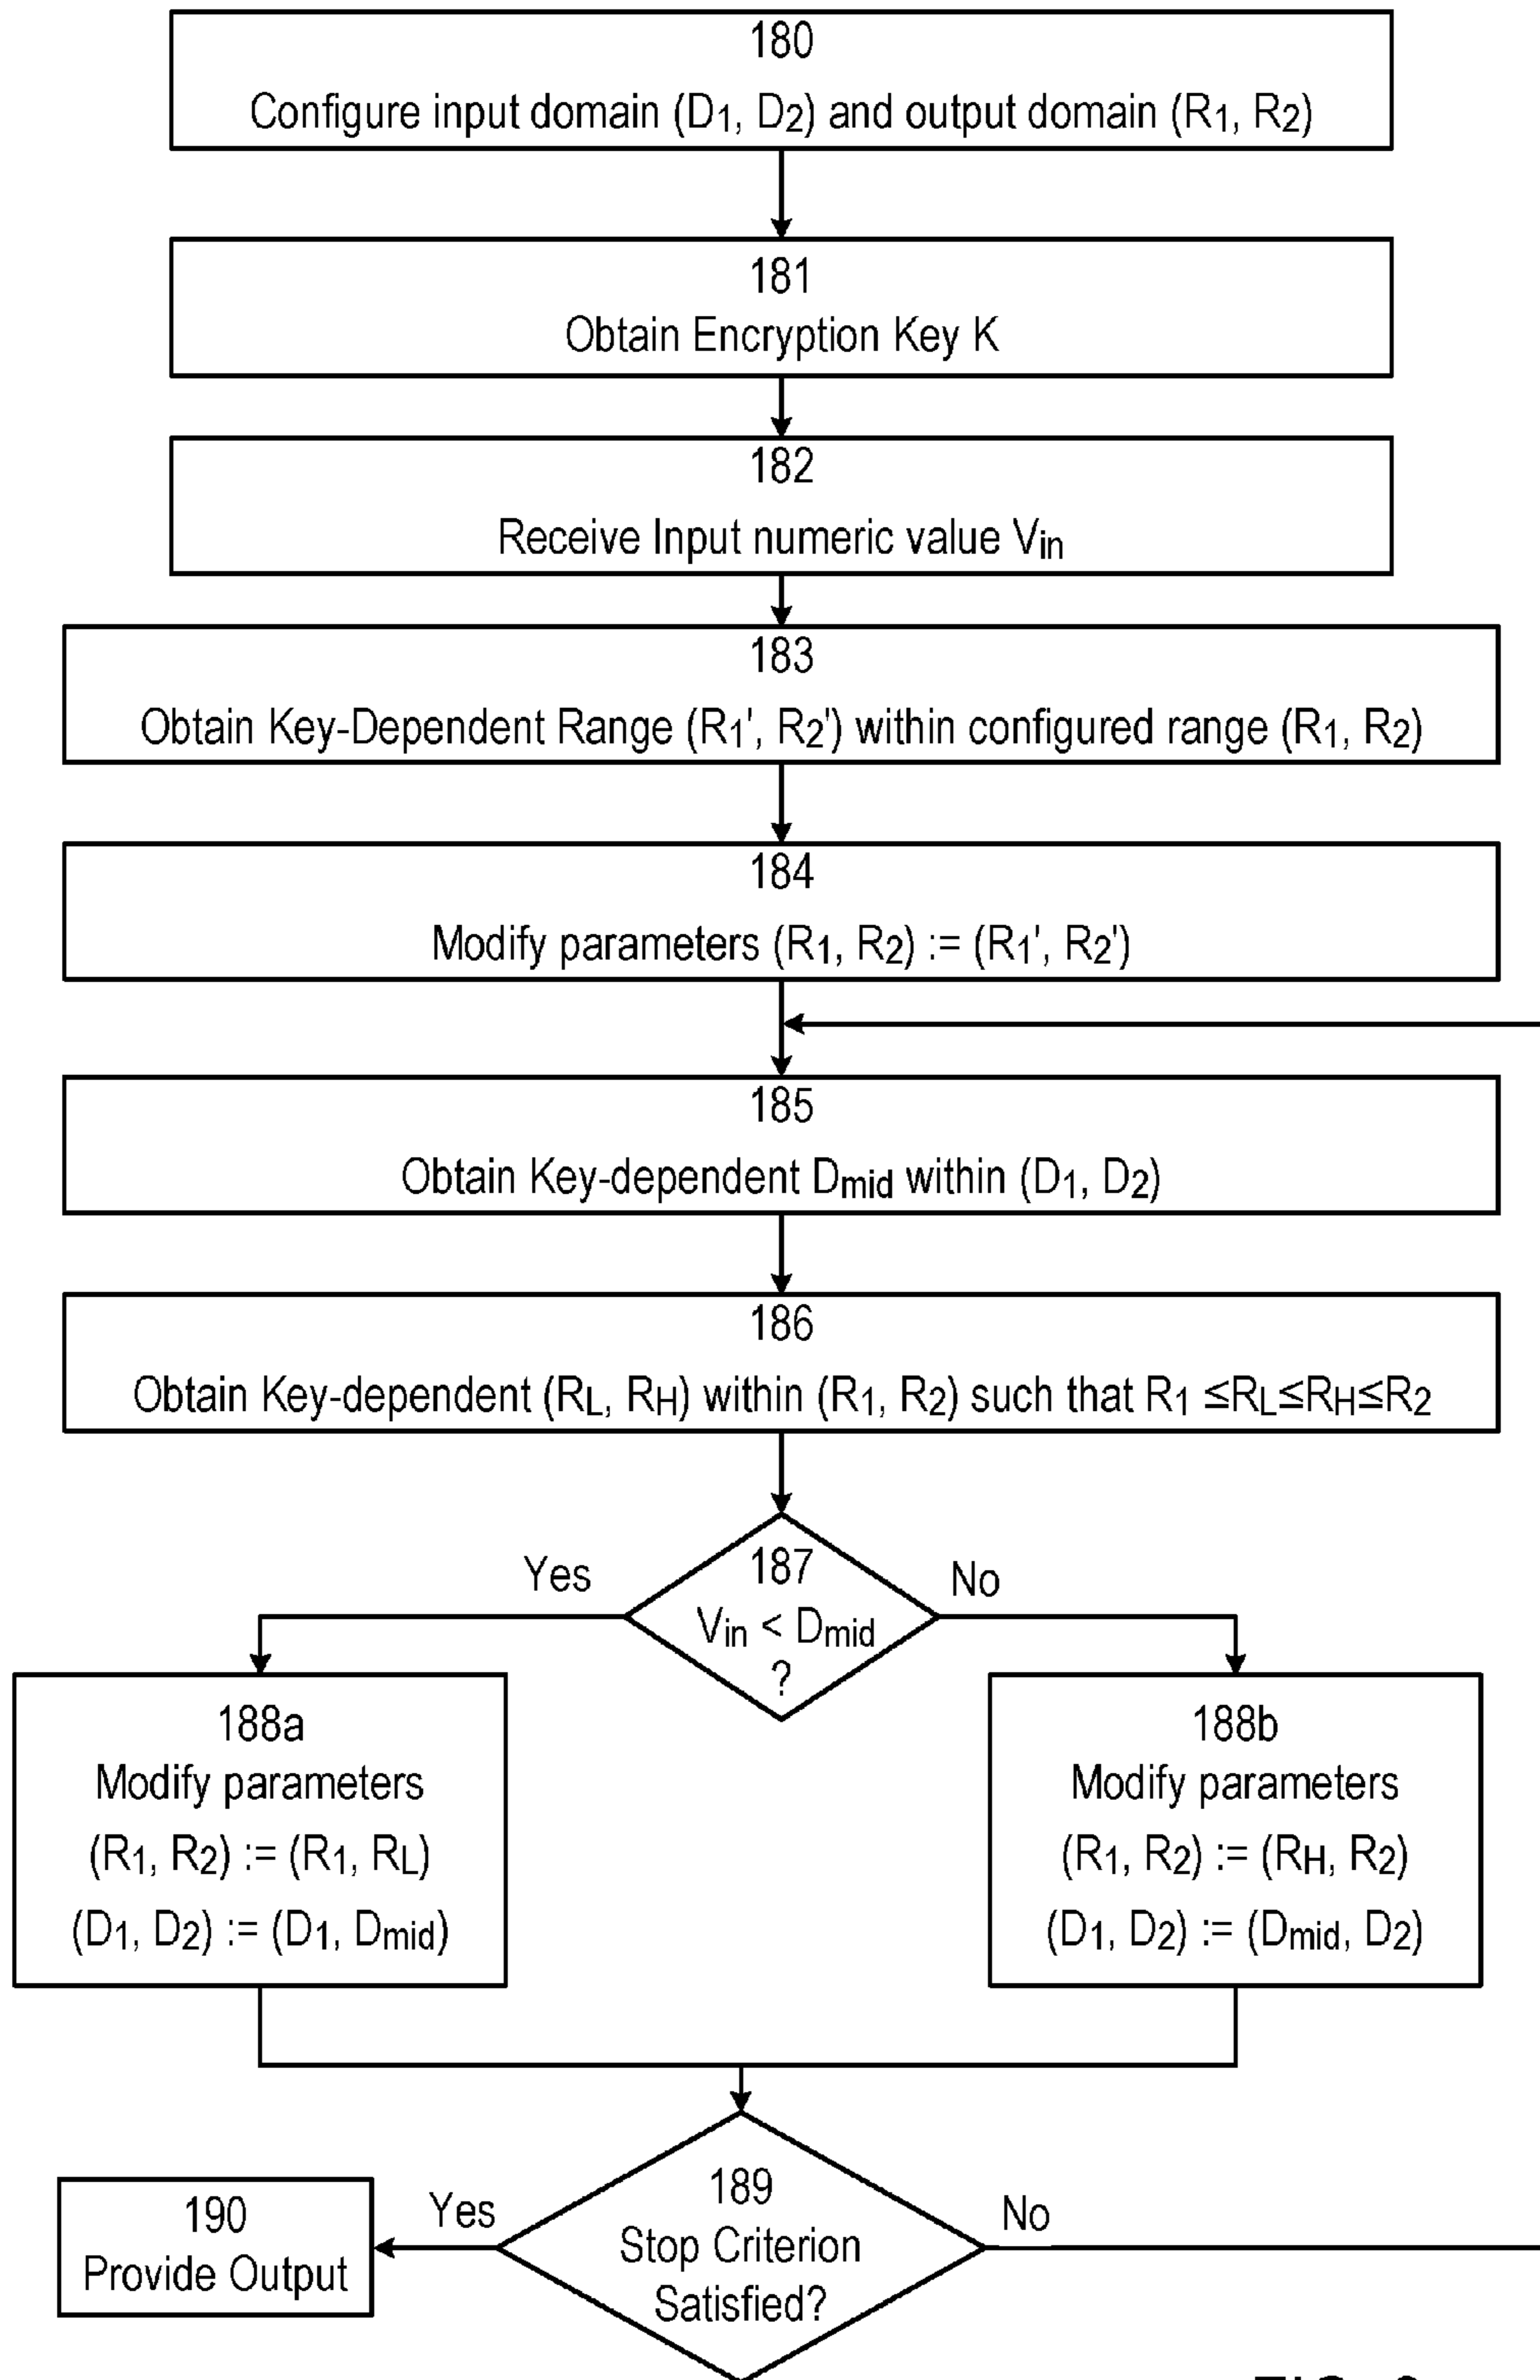 180
Configure input domain (D1, D2) and output domain (R1, R2)
181
Obtain Encryption Key K
182
Receive Input numeric value Vin
183
Obtain Key-Dependent Range (R1', R2') within configured range (R1, R2)
184
Modify parameters (R1, R2) := (R1', R2')
185
Obtain Key-dependent Dmid within (D1, D2)
186
Obtain Key-dependent (RL, RH) within (R1, R2) such that R1 ≤RL≤RH≤R2
Yes
187
No
Vin < Dmid
?
188a
Modify parameters
(R1, R2) := (R1, RL)
(D1, D2) := (D1, Dmid)
188b
Modify parameters
(R1, R2) := (RH, R2)
(D1, D2) := (Dmid, D2)
189
Stop Criterion
Satisfied?
Yes
No
190
Provide Output